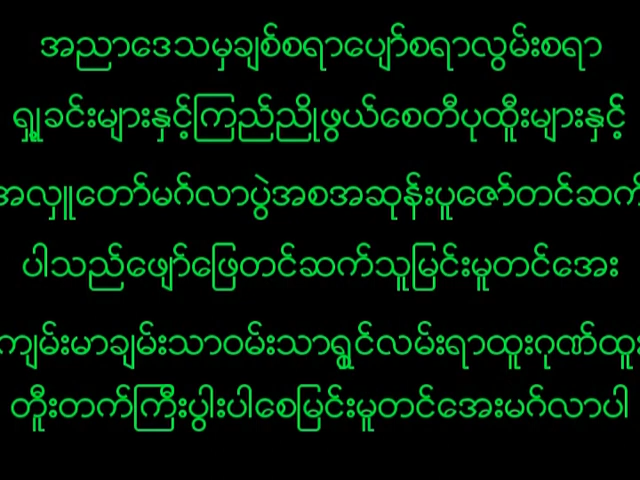 အညာဒေသမှချစ်စရာပျော်စရာလွမ်းစရာ
ရှုခင်းများနှင့်ကြည်ညိုဖွယ်စေတီပုထိုးများနှင့်
အလှူတော်မင်္ဂလာပွဲအစအဆုန်းပူဇော်တင်ဆက်
ပါသည်ဖျော်ဖြေတင်ဆက်သူမြင်းမူတင်အေး
ကျမ်းမာချမ်းသာဝမ်းသာရွှင်လမ်းရာထူးဂုဏ်ထူး
တိူးတက်ကြီးပွါးပါစေမြင်းမူတင်အေးမင်္ဂလာပါ